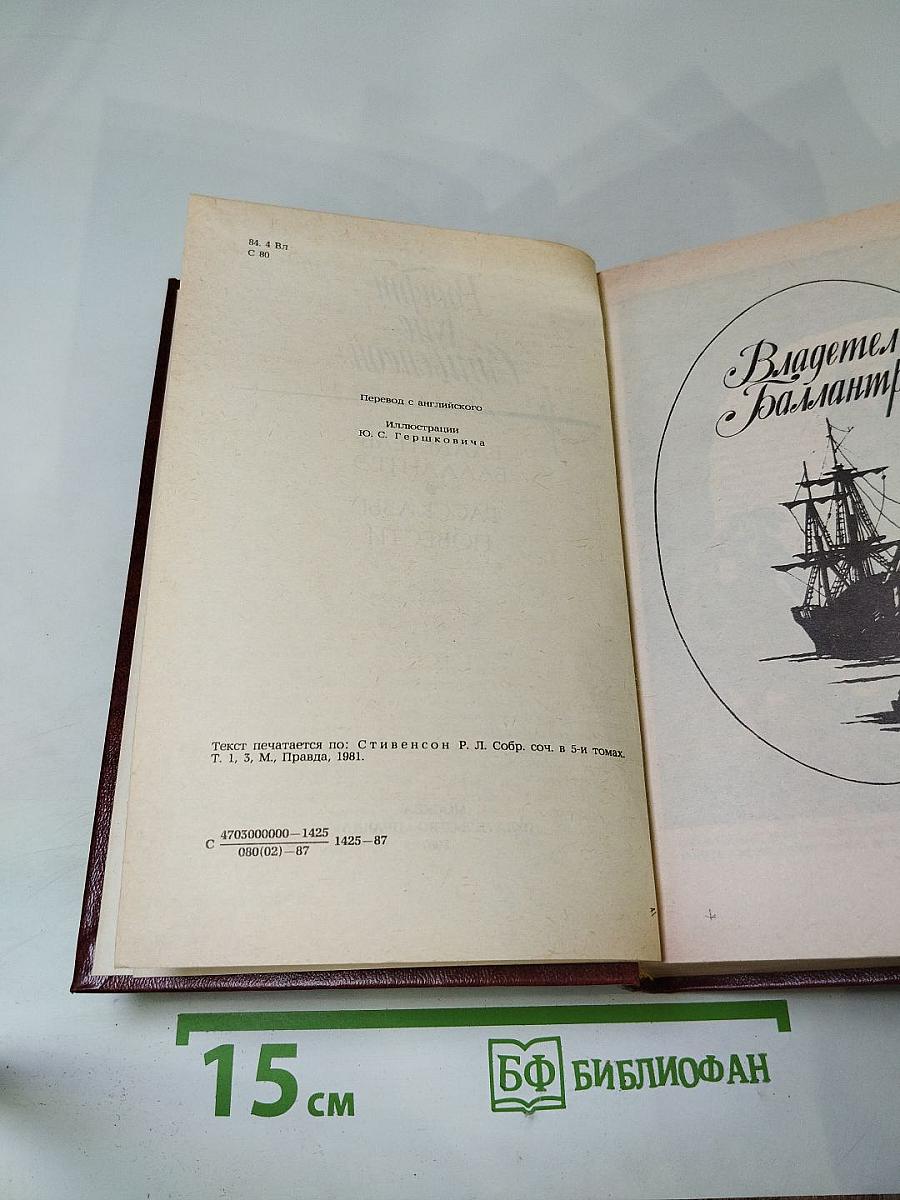 84. 4 Вл
С 80
Перевод с английского
Иллюстрации
Ю. С. Гершковича
Текст печатается по: Стивенсон Р. Л. Собр. соч. в 5-и томах.
Т. 1, 3, М., Правда, 1981.
С 4703000000—1425
080(02)—87
1425—87
Владетел
Баллантр
15 см
БФ БИБЛИОФАН